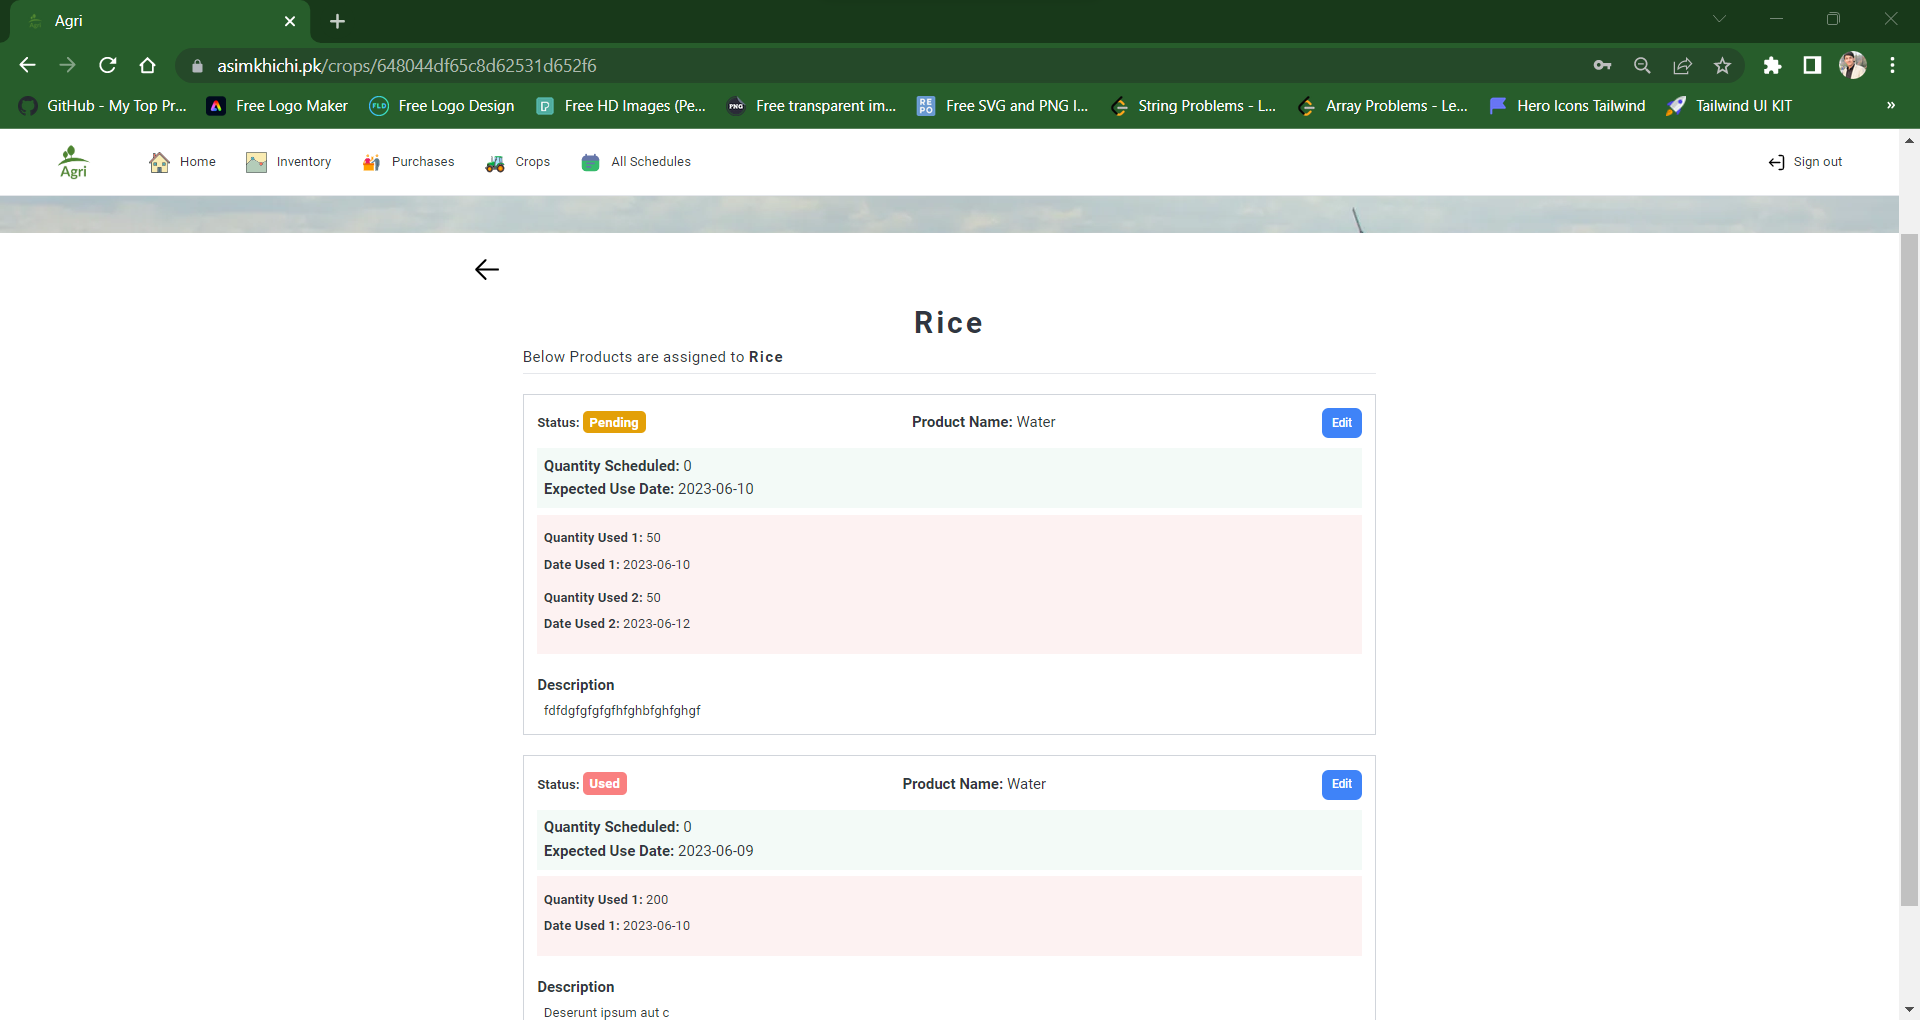 Agri
asimkhichi.pk/crops/648044df65c8d62531d652f6
GitHub - My Top Pr... Free Logo Maker FLD Free Logo Design Free HD Images (Pe... PNG Free transparent im... REPO Free SVG and PNG I... String Problems - L... Array Problems - Le... Hero Icons Tailwind Tailwind UI KIT »
Agri Home Inventory Purchases Crops All Schedules Sign out
Rice
Below Products are assigned to Rice
Status: Pending Product Name: Water Edit
Quantity Scheduled: 0
Expected Use Date: 2023-06-10
Quantity Used 1: 50
Date Used 1: 2023-06-10
Quantity Used 2: 50
Date Used 2: 2023-06-12
Description
fdfdgfgfgfgfhfghbfghfghgf
Status: Used Product Name: Water Edit
Quantity Scheduled: 0
Expected Use Date: 2023-06-09
Quantity Used 1: 200
Date Used 1: 2023-06-10
Description
Deserunt ipsum aut c